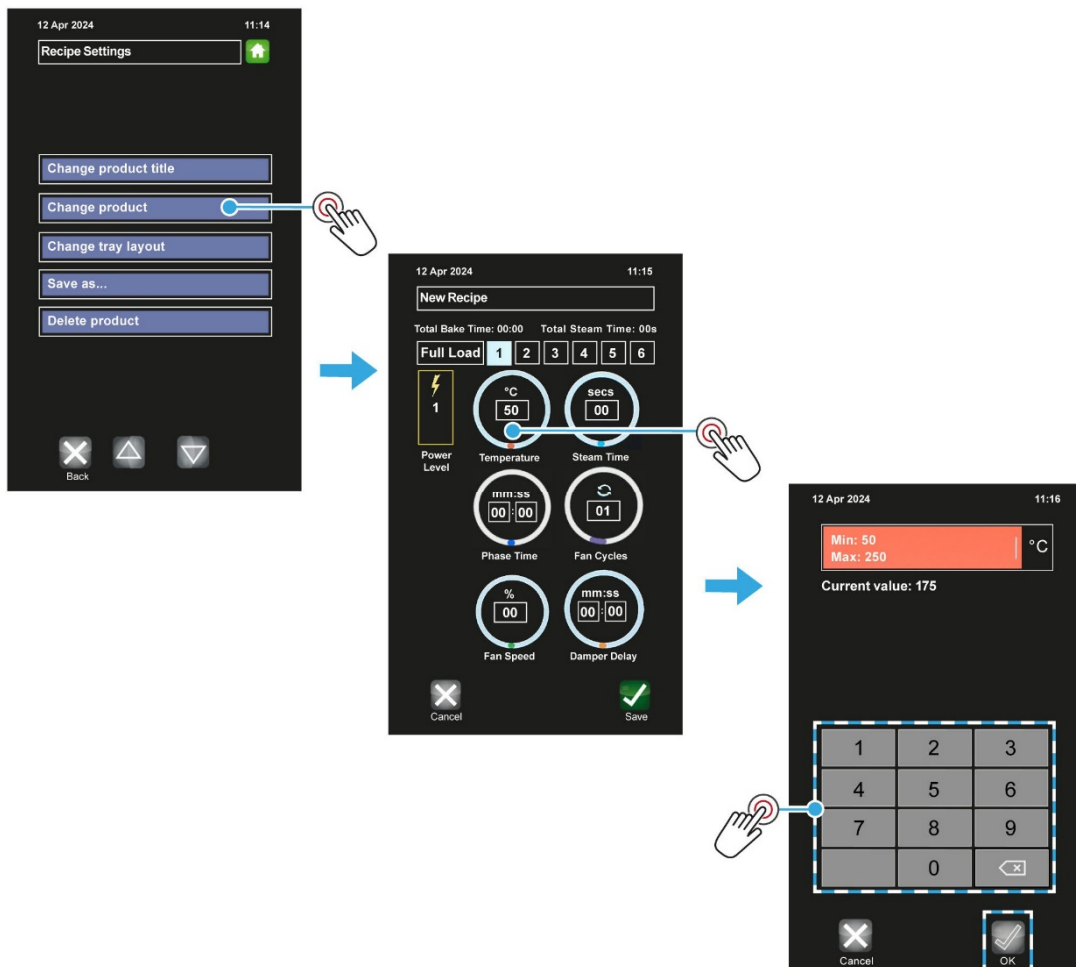 12 Apr 2024 11:14
Recipe Settings
Change product title
Change product
Change tray layout
Save as...
Delete product
Back
12 Apr 2024 11:15
New Recipe
Total Bake Time: 00:00 Total Steam Time: 00s
Full Load 1 2 3 4 5 6
1
Power
Level
°C
50
Temperature
secs
00
Steam Time
mm:ss
00:00
Phase Time
01
Fan Cycles
%
00
Fan Speed
mm:ss
00:00
Damper Delay
Cancel Save
12 Apr 2024 11:16
Min: 50
Max: 250
°C
Current value: 175
1 2 3
4 5 6
7 8 9
0
Cancel OK